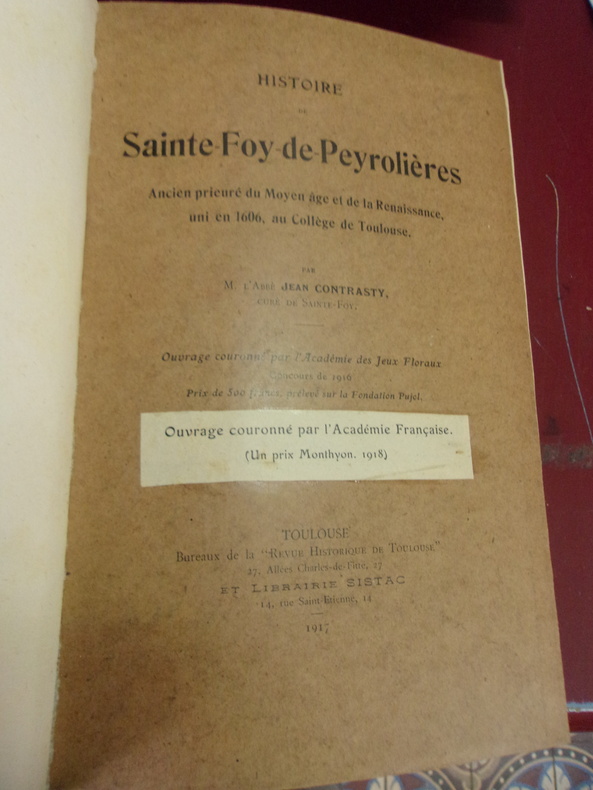 HISTOIRE
DE
Sainte-Foy-de-Peyrolières
Ancien prieuré du Moyen âge et de la Renaissance,
uni en 1606, au Collège de Toulouse.
PAR
M. l'Abbé JEAN CONTRASTY,
CURÉ DE SAINTE-FOY.
Ouvrage couronné par l'Académie des Jeux Floraux
Concours de 1916
Prix de 500 francs, prélevé sur la Fondation Pujol.
Ouvrage couronné par l'Académie Française.
(Un prix Monthyon. 1918)
TOULOUSE
Bureaux de la "REVUE HISTORIQUE DE TOULOUSE"
27, Allées Charles-de-Fitte, 27
ET LIBRAIRIE SISTAC
14, rue Saint-Etienne, 14
1917